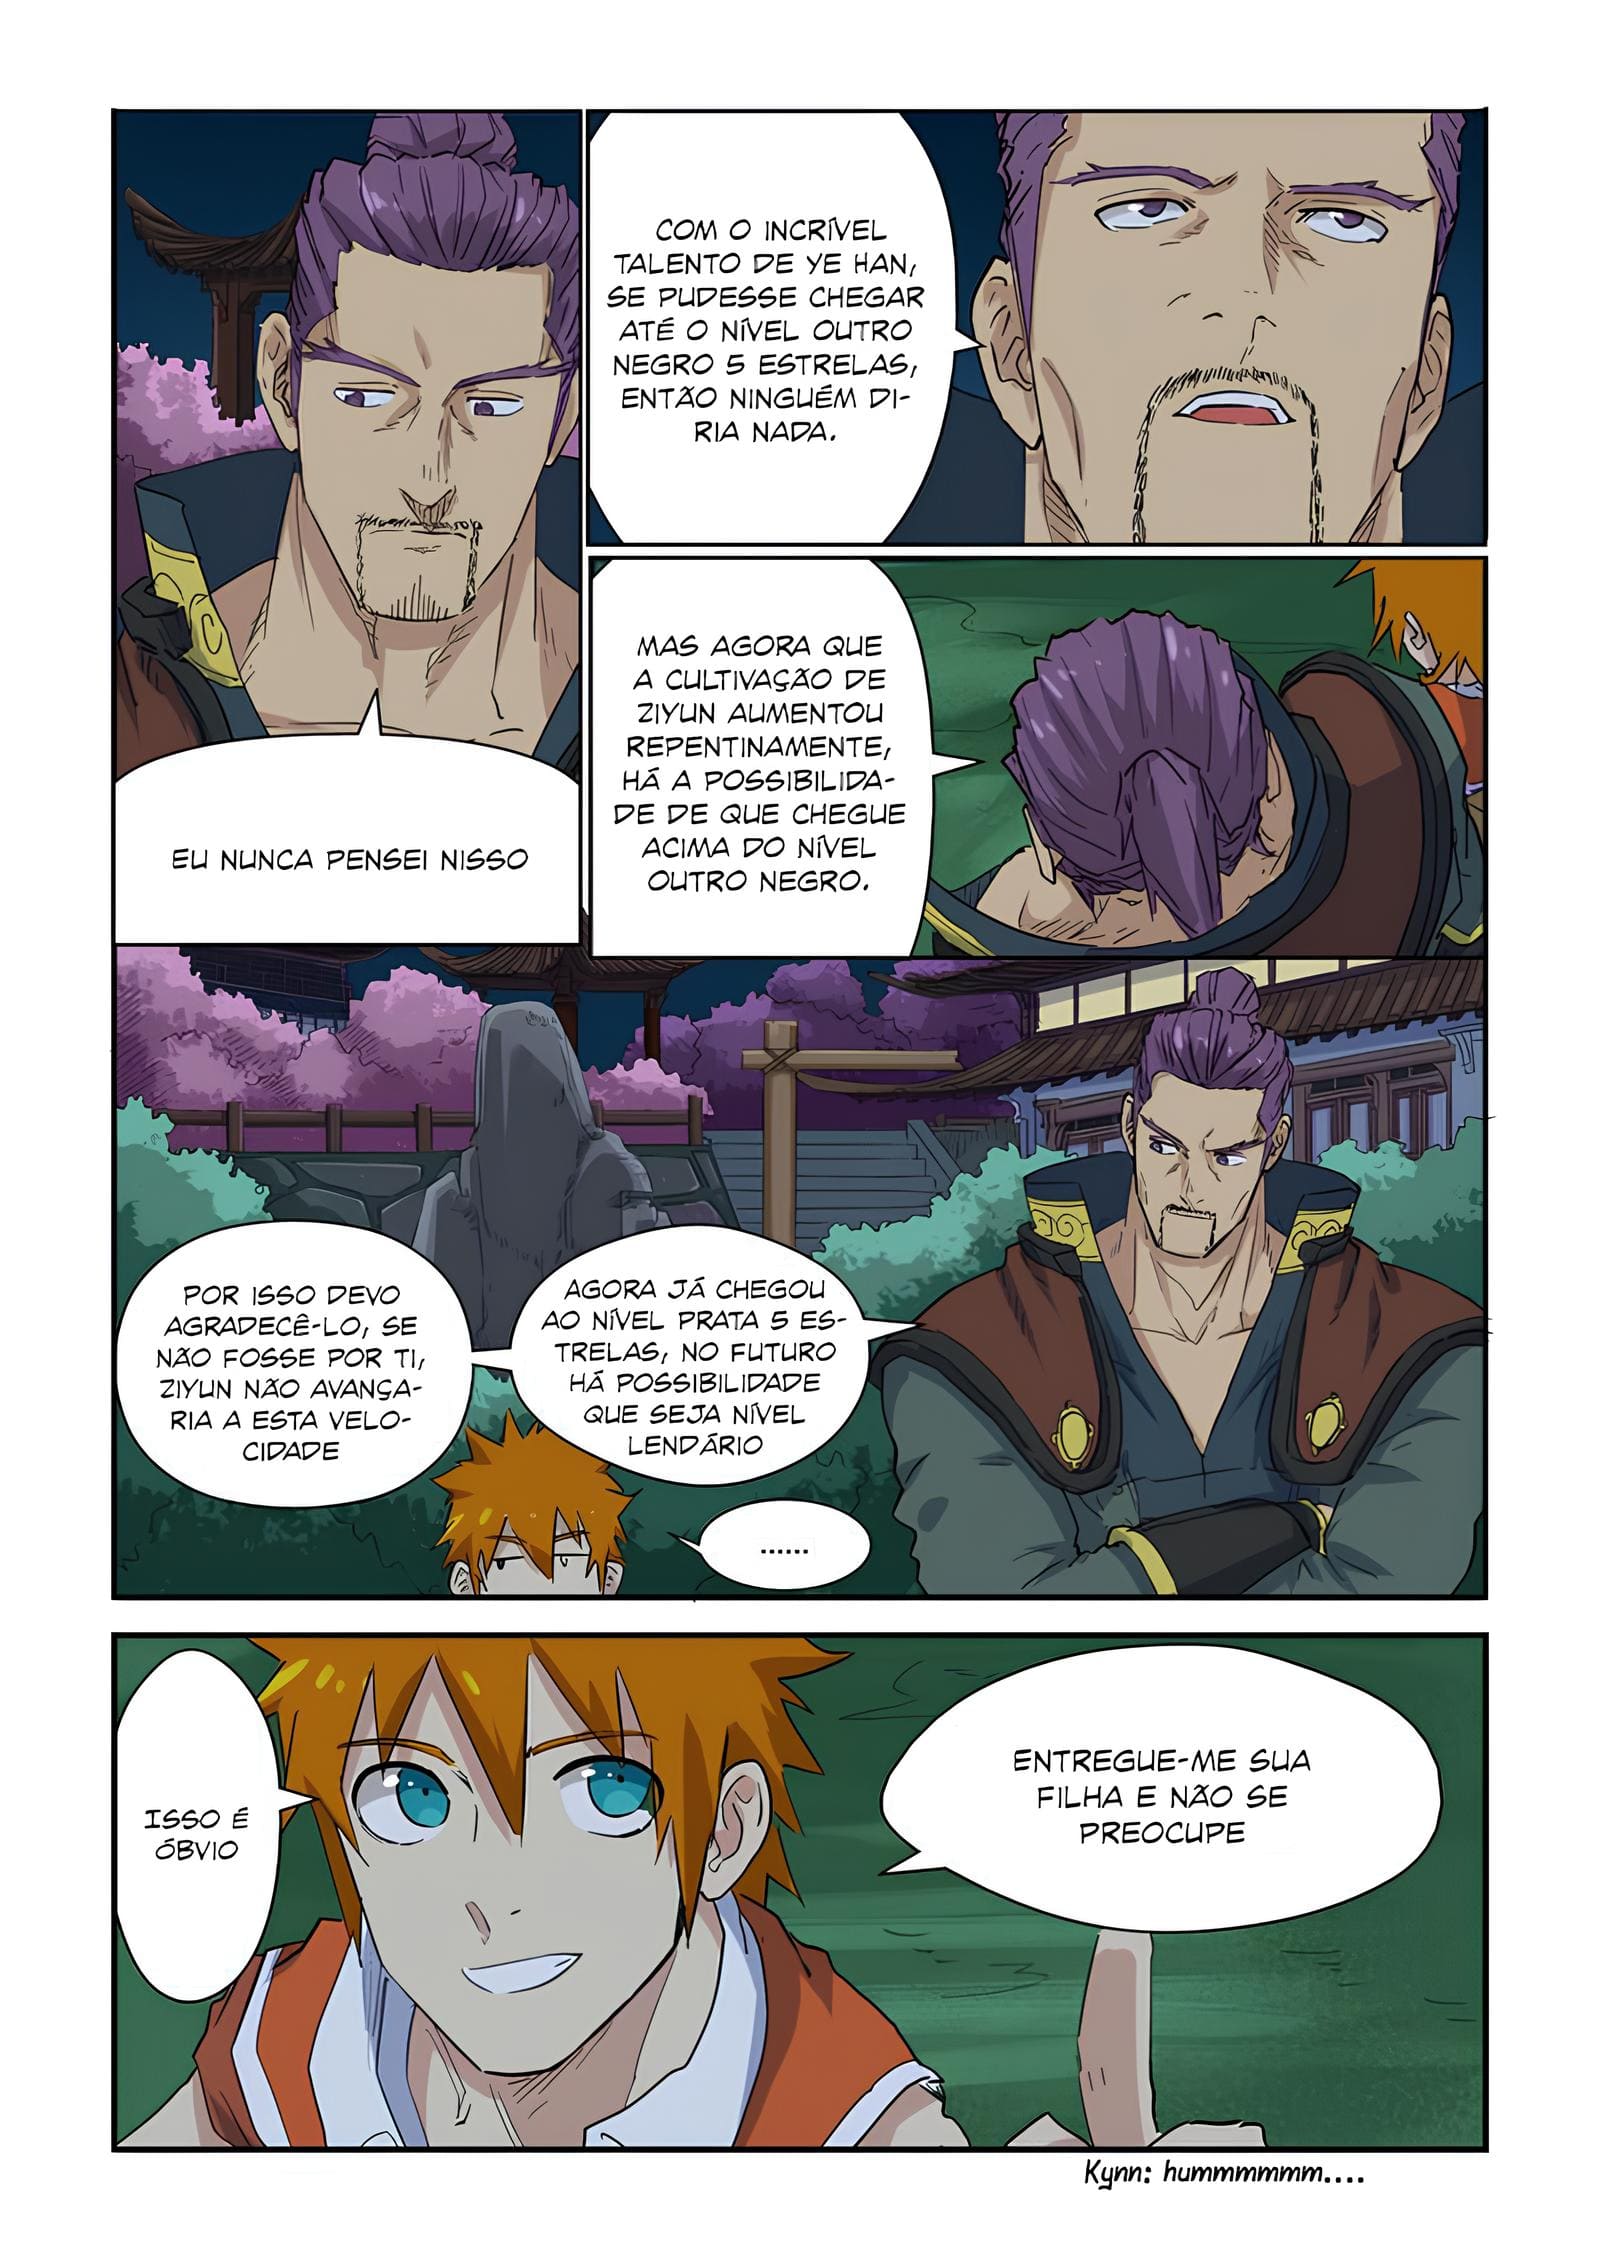 EU NUNCA PENSEI NISSO
COM O INCRÍVEL
TALENTO DE YE HAN,
SE PUDESSE CHEGAR
ATÉ O NÍVEL OUTRO
NEGRO 5 ESTRELAS,
ENTÃO NINGUÉM DI-
RIA NADA.
MAS AGORA QUE
A CULTIVAÇÃO DE
ZIYUN AUMENTOU
REPENTINAMENTE,
HÁ A POSSIBILIDA-
DE DE QUE CHEGUE
ACIMA DO NÍVEL
OUTRO NEGRO.
AGORA JÁ CHEGOU
AO NÍVEL PRATA 5 ES-
TRELAS, NO FUTURO
HÁ POSSIBILIDADE
QUE SEJA NÍVEL
LENDÁRIO
POR ISSO DEVO
AGRADECÊ-LO, SE
NÃO FOSSE POR TI,
ZIYUN NÃO AVANÇA-
RIA A ESTA VELO-
CIDADE
......
ISSO É
ÓBVIO
ENTREGUE-ME SUA
FILHA E NÃO SE
PREOCUPE
Kynn: hummmmmm....